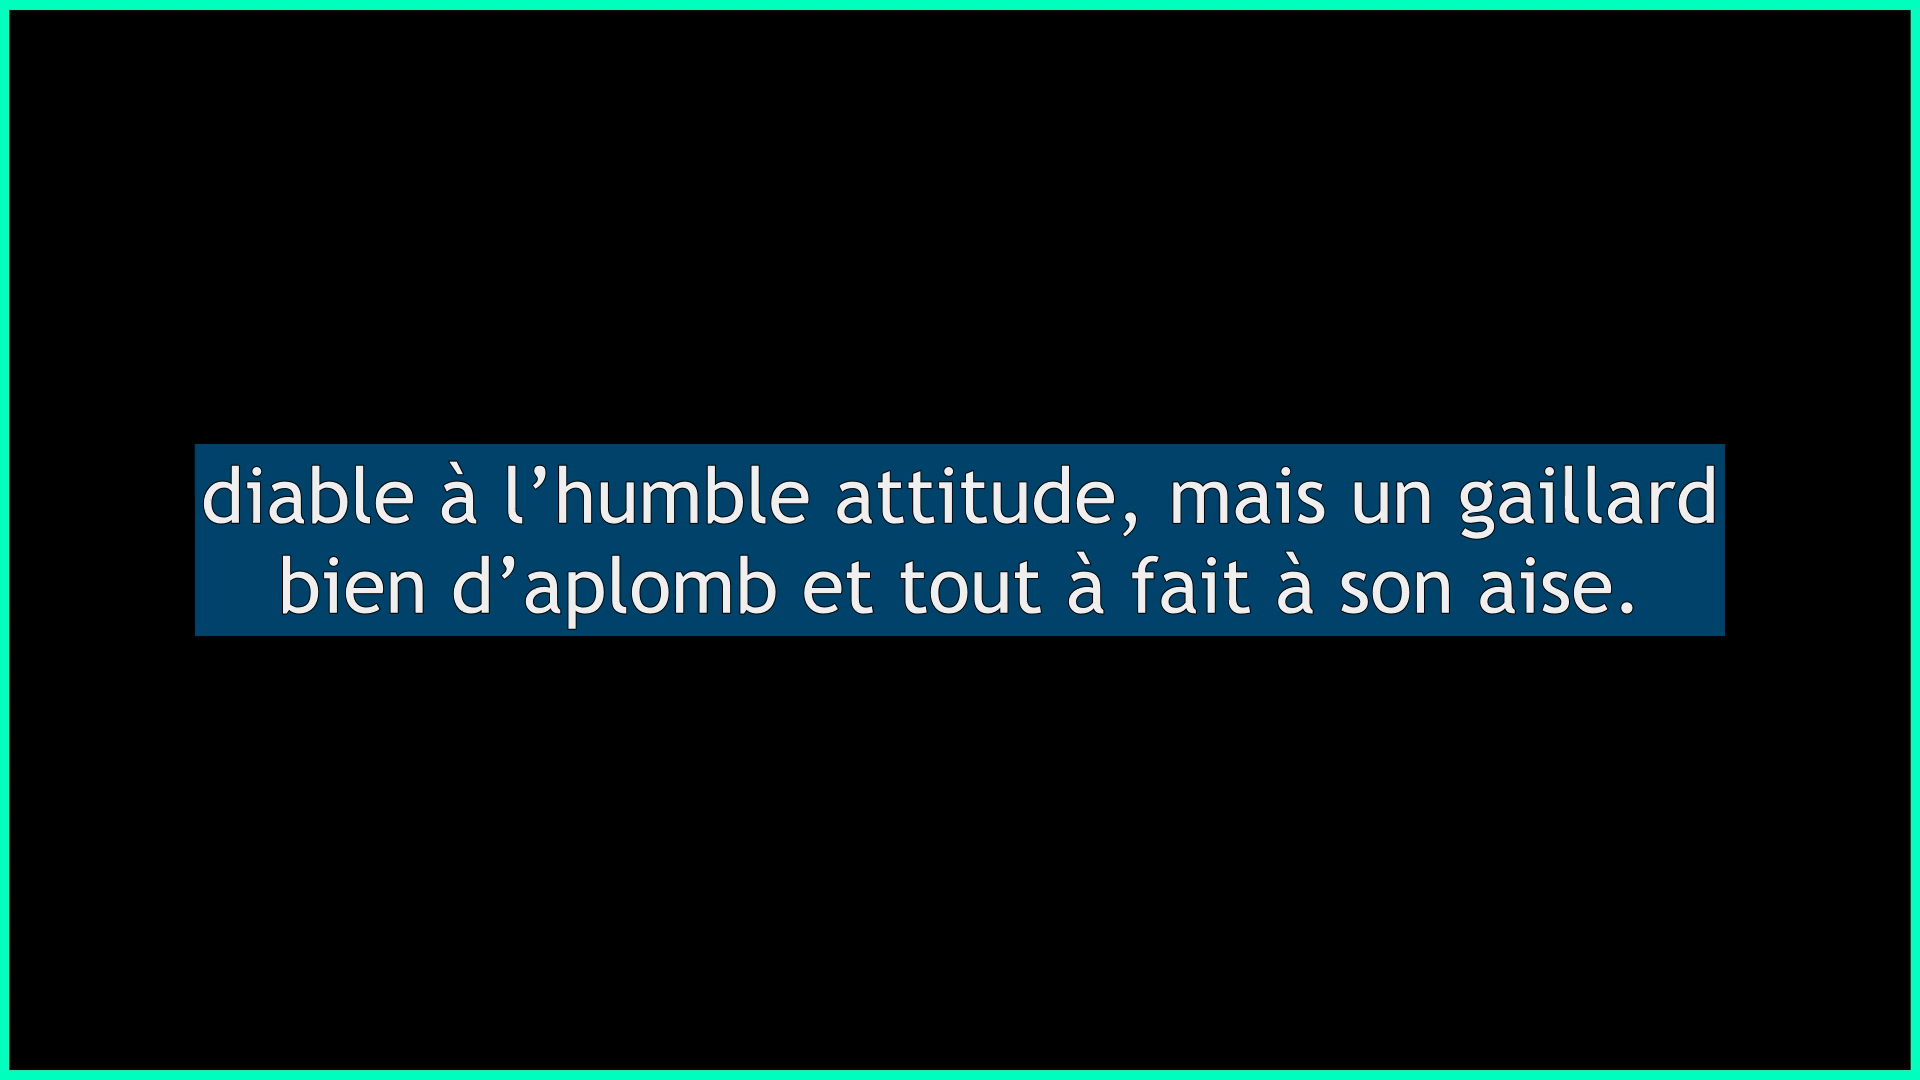 diable à l’humble attitude, mais un gaillard
bien d’aplomb et tout à fait à son aise.